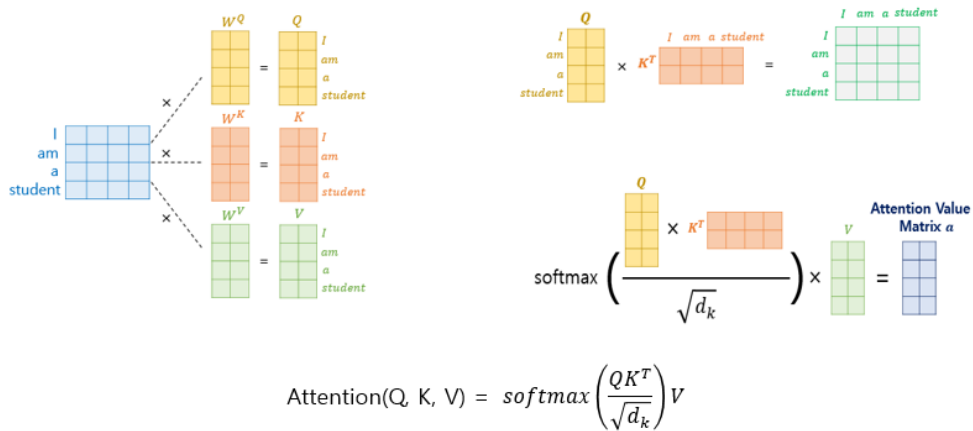 W^Q Q
I
am
a
student
×
=
W^K K
I
am
a
student
×
=
I
am
a
student
W^V V
I
am
a
student
×
=
Q
I
am
a
student
×
K^T
I am a student
=
I am a student
I
am
a
student
Q
×
K^T
softmax ( / √d_k ) ×
V
=
Attention Value
Matrix a
Attention(Q, K, V) = softmax(QK^T / √d_k)V